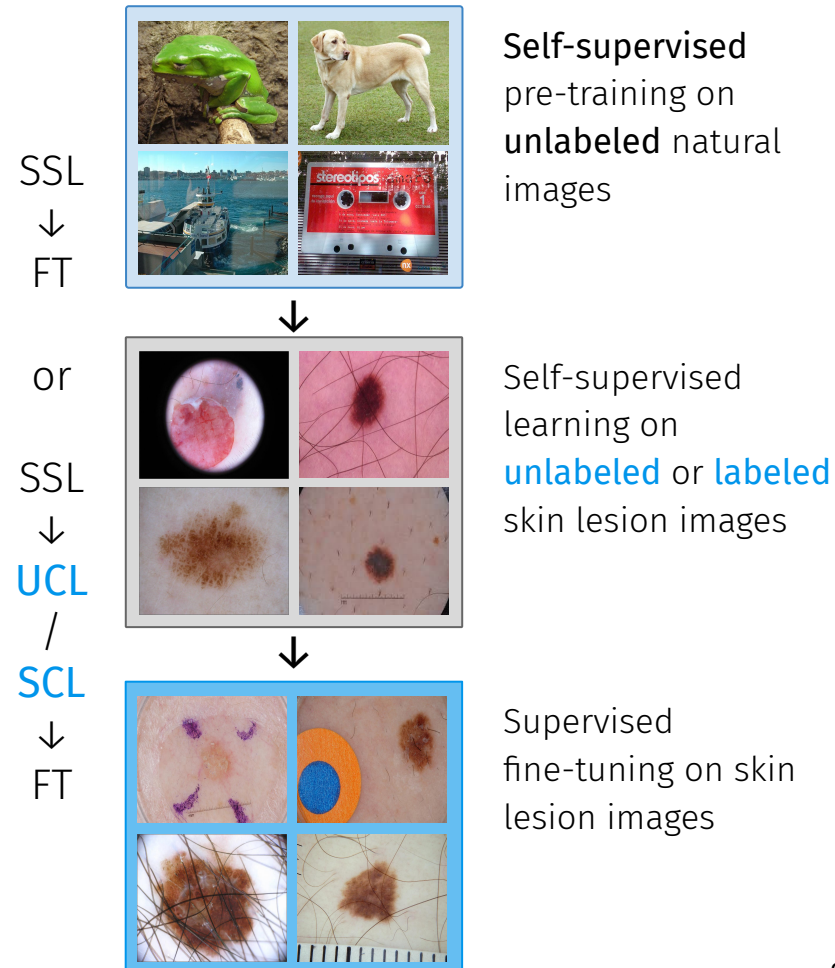 SSL
↓
FT
or
SSL
↓
UCL
/
SCL
↓
FT
stereotipos
1
Self-supervised
pre-training on
unlabeled natural
images
Self-supervised
learning on
unlabeled or labeled
skin lesion images
Supervised
fine-tuning on skin
lesion images